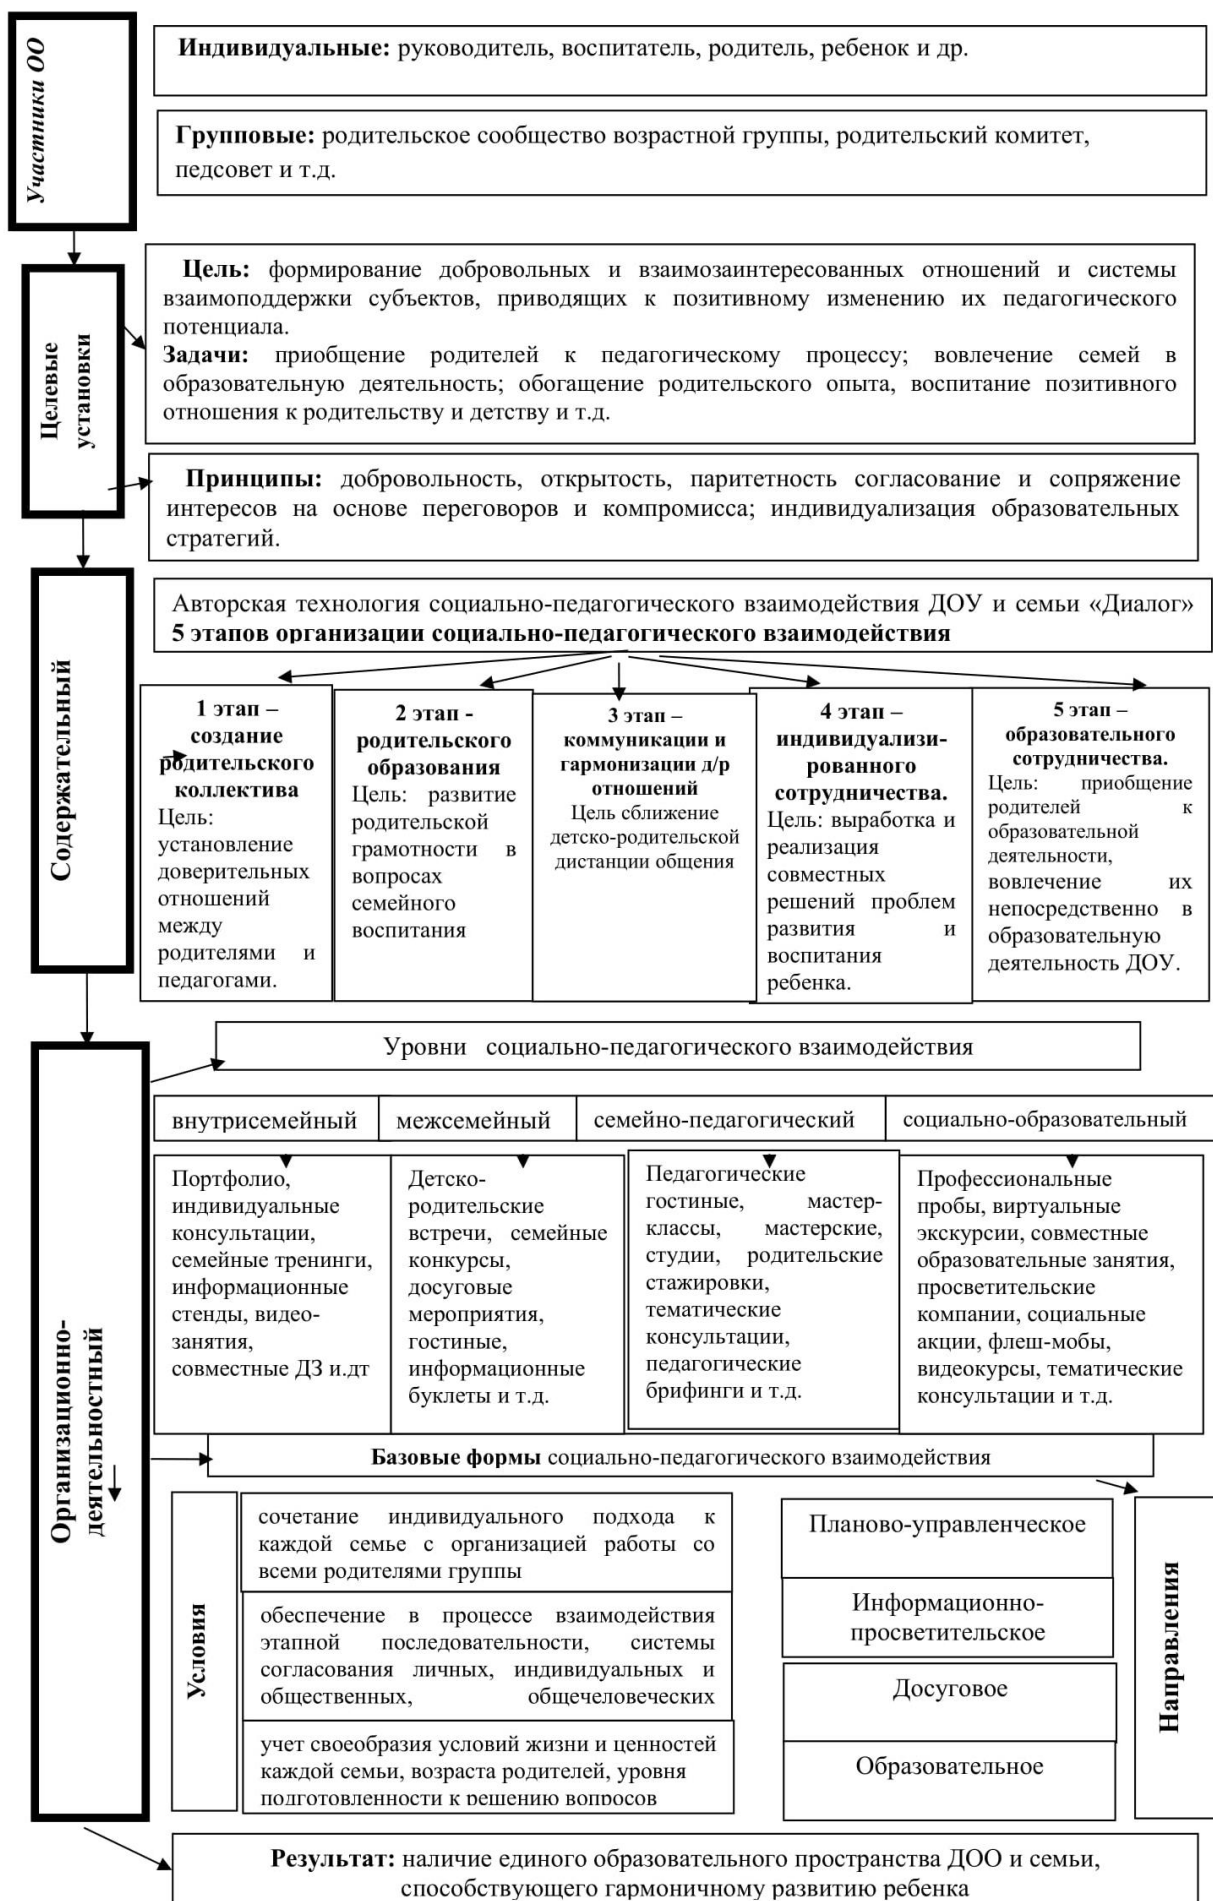 Участники ОО
Индивидуальные: руководитель, воспитатель, родитель, ребенок и др.
Групповые: родительское сообщество возрастной группы, родительский комитет,
педсовет и т.д.
Целевые
установки
Цель: формирование добровольных и взаимозаинтересованных отношений и системы
взаимоподдержки субъектов, приводящих к позитивному изменению их педагогического
потенциала.
Задачи: приобщение родителей к педагогическому процессу; вовлечение семей в
образовательную деятельность; обогащение родительского опыта, воспитание позитивного
отношения к родительству и детству и т.д.
Принципы: добровольность, открытость, паритетность согласование и сопряжение
интересов на основе переговоров и компромисса; индивидуализация образовательных
стратегий.
Содержательный
Авторская технология социально-педагогического взаимодействия ДОУ и семьи «Диалог»
5 этапов организации социально-педагогического взаимодействия
1 этап –
создание
родительского
коллектива
Цель:
установление
доверительных
отношений
между
родителями и
педагогами.
2 этап -
родительского
образования
Цель: развитие
родительской
грамотности в
вопросах
семейного
воспитания
3 этап –
коммуникации и
гармонизации д/р
отношений
Цель сближение
детско-родительской
дистанции общения
4 этап –
индивидуализи-
рованного
сотрудничества.
Цель: выработка и
реализация
совместных
решений проблем
развития и
воспитания
ребенка.
5 этап –
образовательного
сотрудничества.
Цель: приобщение
родителей к
образовательной
деятельности,
вовлечение их
непосредственно в
образовательную
деятельность ДОУ.
Организационно-
деятельностный
Уровни социально-педагогического взаимодействия
внутрисемейный
межсемейный
семейно-педагогический
социально-образовательный
Портфолио,
индивидуальные
консультации,
семейные тренинги,
информационные
стенды, видео-
занятия,
совместные ДЗ и.дт
Детско-
родительские
встречи, семейные
конкурсы,
досуговые
мероприятия,
гостиные,
информационные
буклеты и т.д.
Педагогические
гостиные, мастер-
классы, мастерские,
студии, родительские
стажировки,
тематические
консультации,
педагогические
брифинги и т.д.
Профессиональные
пробы, виртуальные
экскурсии, совместные
образовательные занятия,
просветительские
компании, социальные
акции, флеш-мобы,
видеокурсы, тематические
консультации и т.д.
Базовые формы социально-педагогического взаимодействия
Условия
сочетание индивидуального подхода к
каждой семье с организацией работы со
всеми родителями группы
обеспечение в процессе взаимодействия
этапной последовательности, системы
согласования личных, индивидуальных и
общественных, общечеловеческих
учет своеобразия условий жизни и ценностей
каждой семьи, возраста родителей, уровня
подготовленности к решению вопросов
Планово-управленческое
Информационно-
просветительское
Досуговое
Образовательное
Направления
Результат: наличие единого образовательного пространства ДОО и семьи,
способствующего гармоничному развитию ребенка